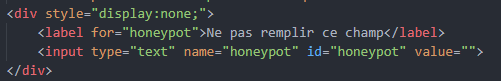 <div style="display:none;">
<label for="honeypot">Ne pas remplir ce champ</label>
<input type="text" name="honeypot" id="honeypot" value="">
</div>